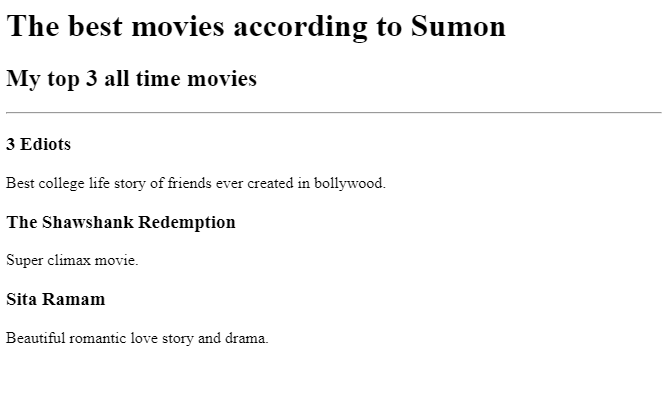 The best movies according to Sumon
My top 3 all time movies
3 Ediots
Best college life story of friends ever created in bollywood.
The Shawshank Redemption
Super climax movie.
Sita Ramam
Beautiful romantic love story and drama.